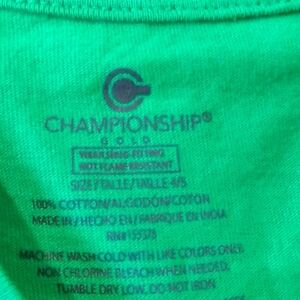 CHAMPIONSHIP®
GOLD
WEAR SNUG-FITTING
NOT FLAME RESISTANT
SIZE/TALLE/TAILLE 4/5
100% COTTON/ALGODÓN/COTON
MADE IN/HECHO EN/FABRIQUÉ EN INDIA
RN# 155378
MACHINE WASH COLD WITH LIKE COLORS ONLY
NON CHLORINE BLEACH WHEN NEEDED.
TUMBLE DRY LOW, DO NOT IRON